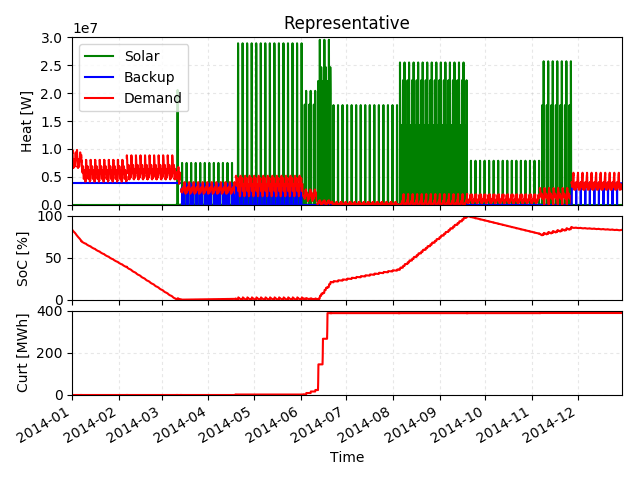 Representative
1e7
3.0
2.5
2.0
1.5
1.0
0.5
0.0
Heat [W]
Solar
Backup
Demand
100
50
0
SoC [%]
400
200
0
Curt [MWh]
2014-01
2014-02
2014-03
2014-04
2014-05
2014-06
2014-07
2014-08
2014-09
2014-10
2014-11
2014-12
Time